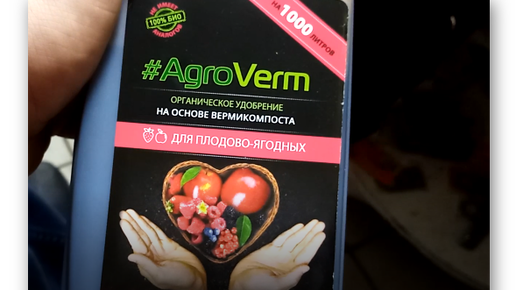 НЕ ИМЕЕТ
100% БИО
АНАЛОГОВ
НА 1000 ЛИТРОВ
#AgroVerm
ОРГАНИЧЕСКОЕ УДОБРЕНИЕ
НА ОСНОВЕ ВЕРМИКОМПОСТА
ДЛЯ ПЛОДОВО-ЯГОДНЫХ